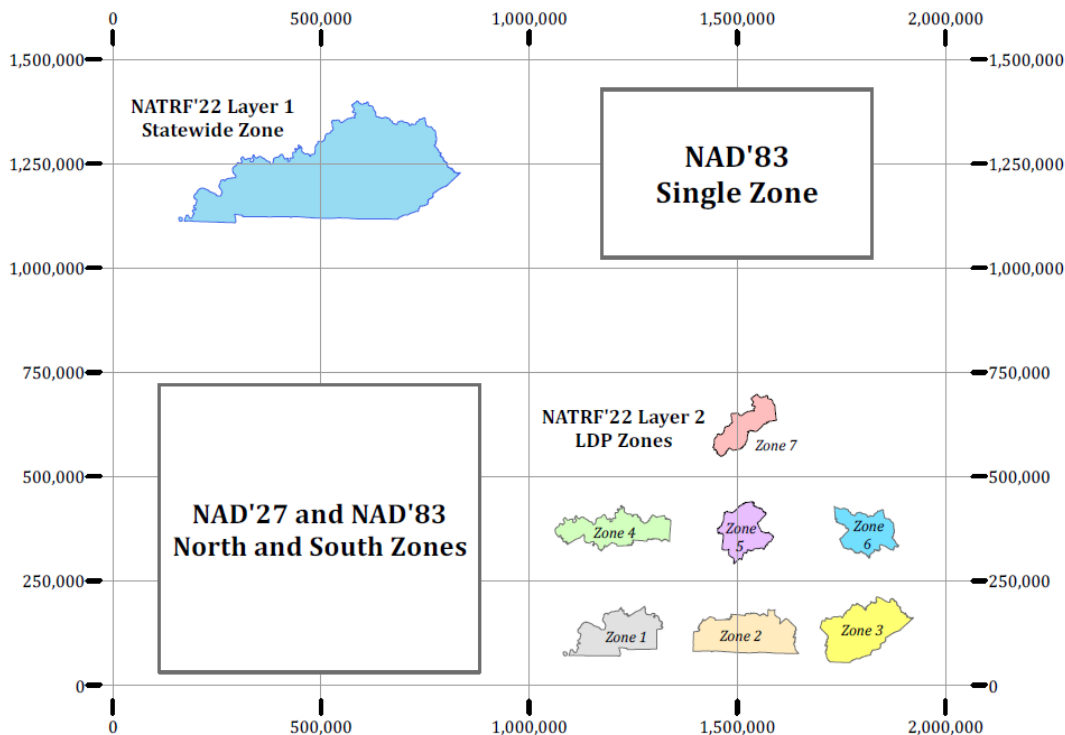 0 500,000 1,000,000 1,500,000 2,000,000
1,500,000 1,500,000
NATRF'22 Layer 1
Statewide Zone
NAD'83
Single Zone
1,250,000 1,250,000
1,000,000 1,000,000
750,000 750,000
NATRF'22 Layer 2
LDP Zones
Zone 7
500,000 500,000
NAD'27 and NAD'83
North and South Zones
Zone 4
Zone
5
Zone
6
250,000 250,000
Zone 1
Zone 2
Zone 3
0 0
0 500,000 1,000,000 1,500,000 2,000,000